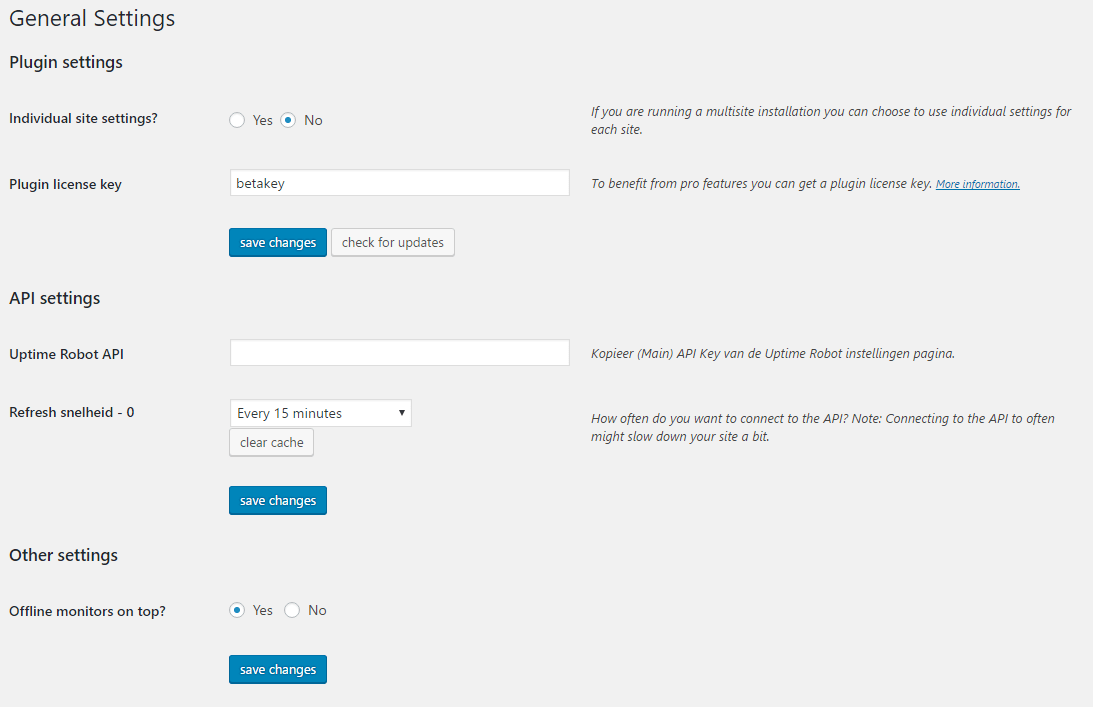 General Settings
Plugin settings
Individual site settings?
Yes No
If you are running a multisite installation you can choose to use individual settings for
each site.
Plugin license key
betakey
To benefit from pro features you can get a plugin license key. More information.
save changes check for updates
API settings
Uptime Robot API
Kopieer (Main) API Key van de Uptime Robot instellingen pagina.
Refresh snelheid - 0
Every 15 minutes
clear cache
How often do you want to connect to the API? Note: Connecting to the API to often
might slow down your site a bit.
save changes
Other settings
Offline monitors on top?
Yes No
save changes